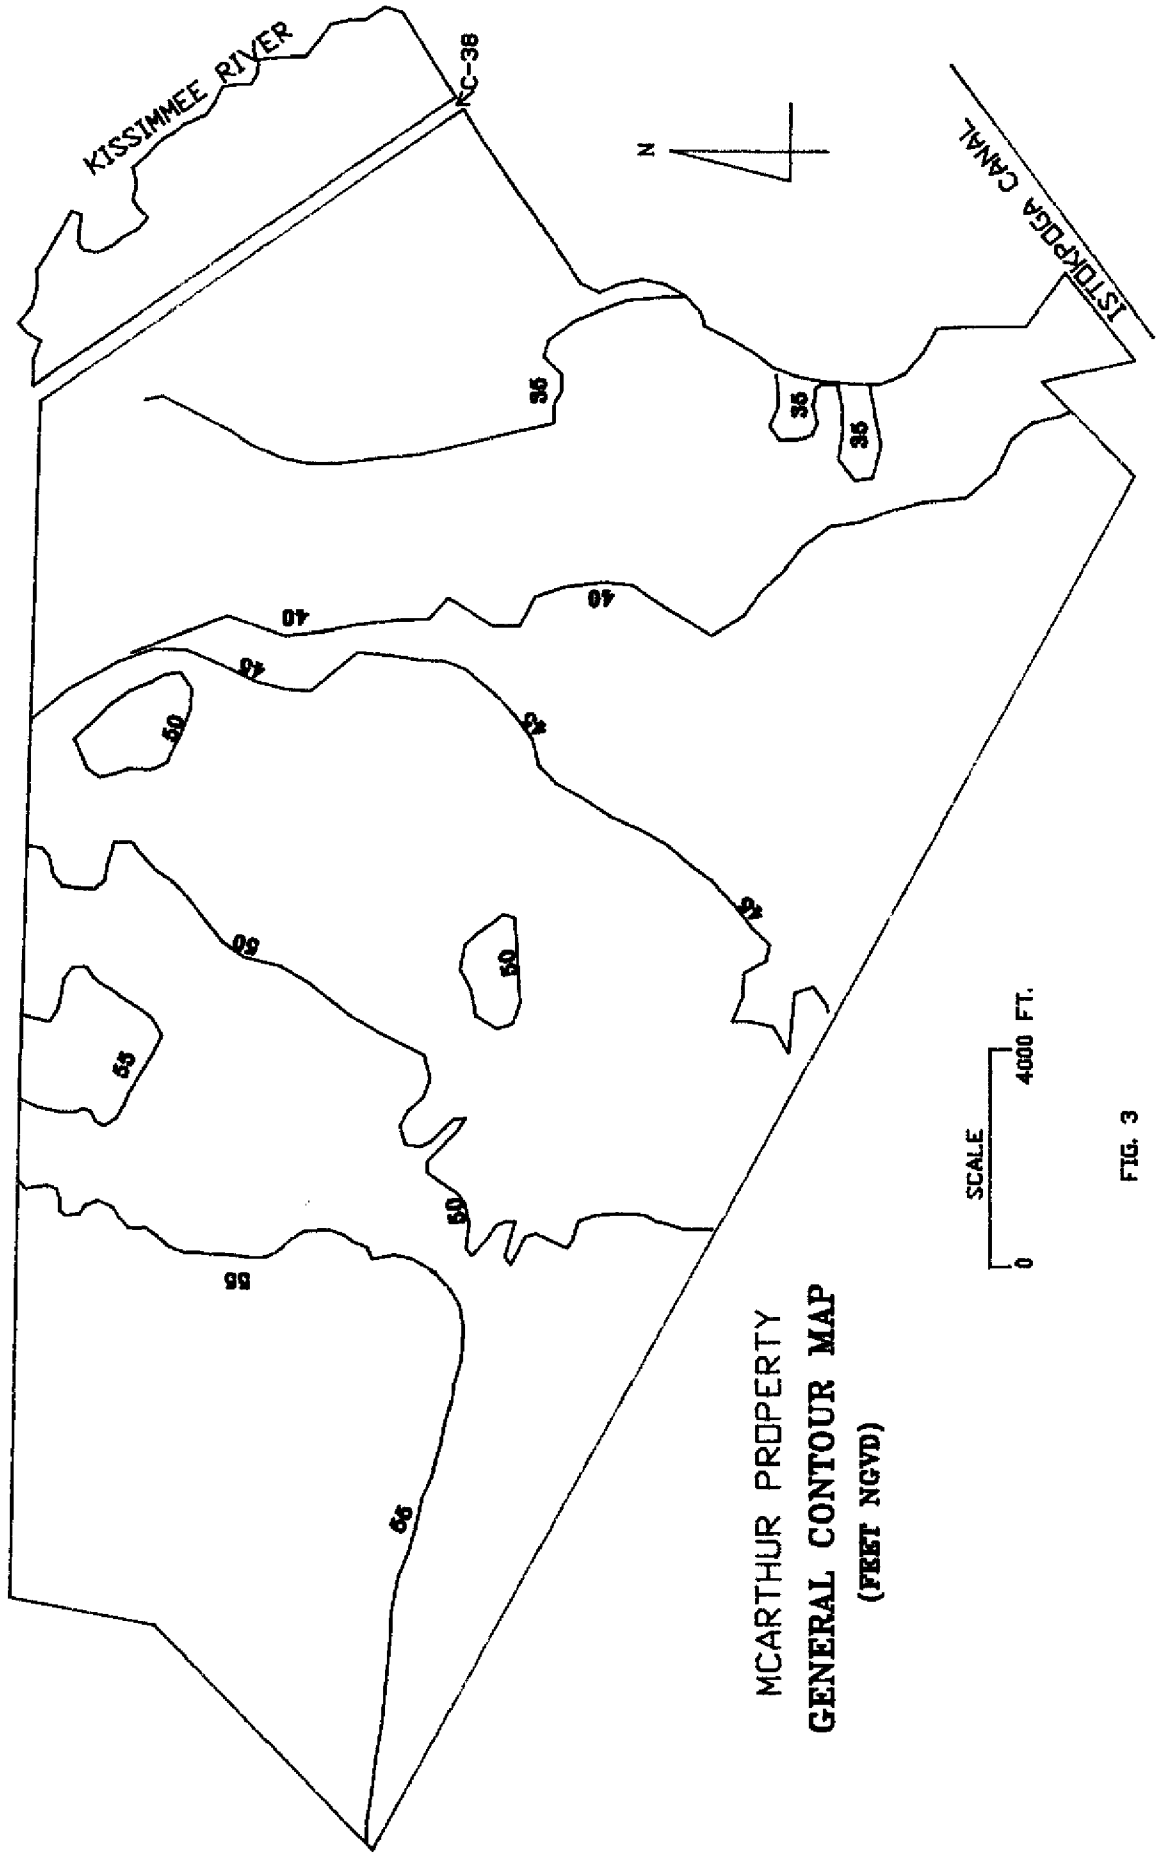 KISSIMMEE RIVER
C-38
N
ISTOKPOGA CANAL
35
35
35
40
40
45
45
45
50
50
50
50
55
55
55
SCALE
0 4000 FT.
MCARTHUR PROPERTY
GENERAL CONTOUR MAP
(FEET NGVD)
FIG. 3